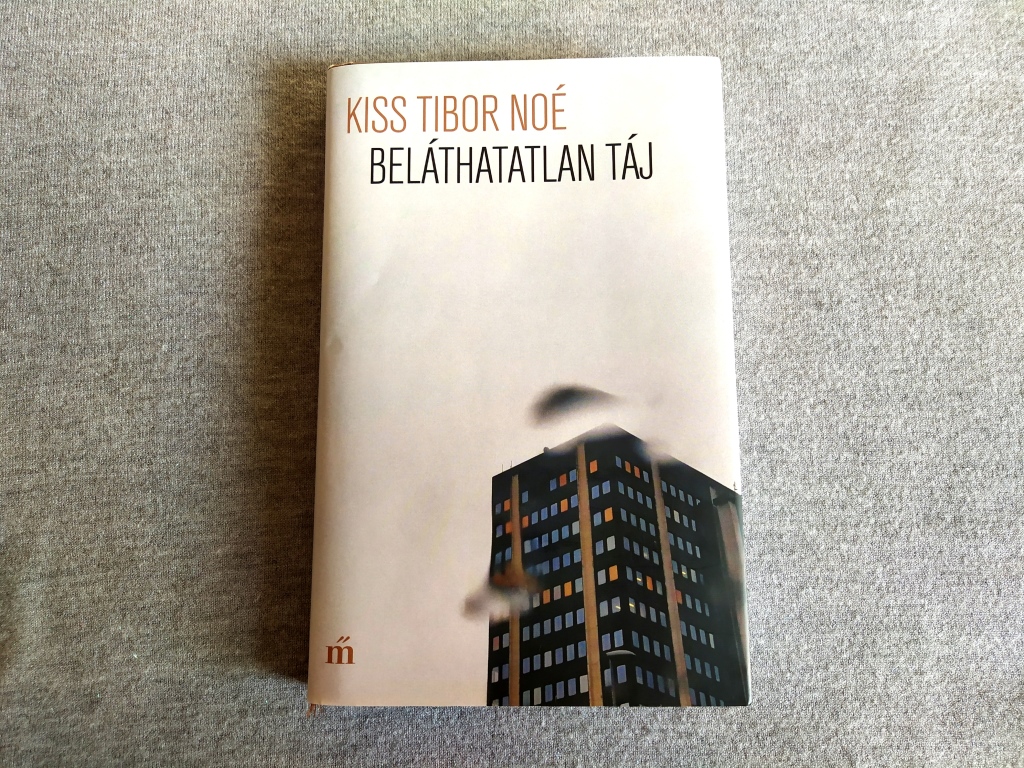 KISS TIBOR NOÉ
BELÁTHATATLAN TÁJ
m̋